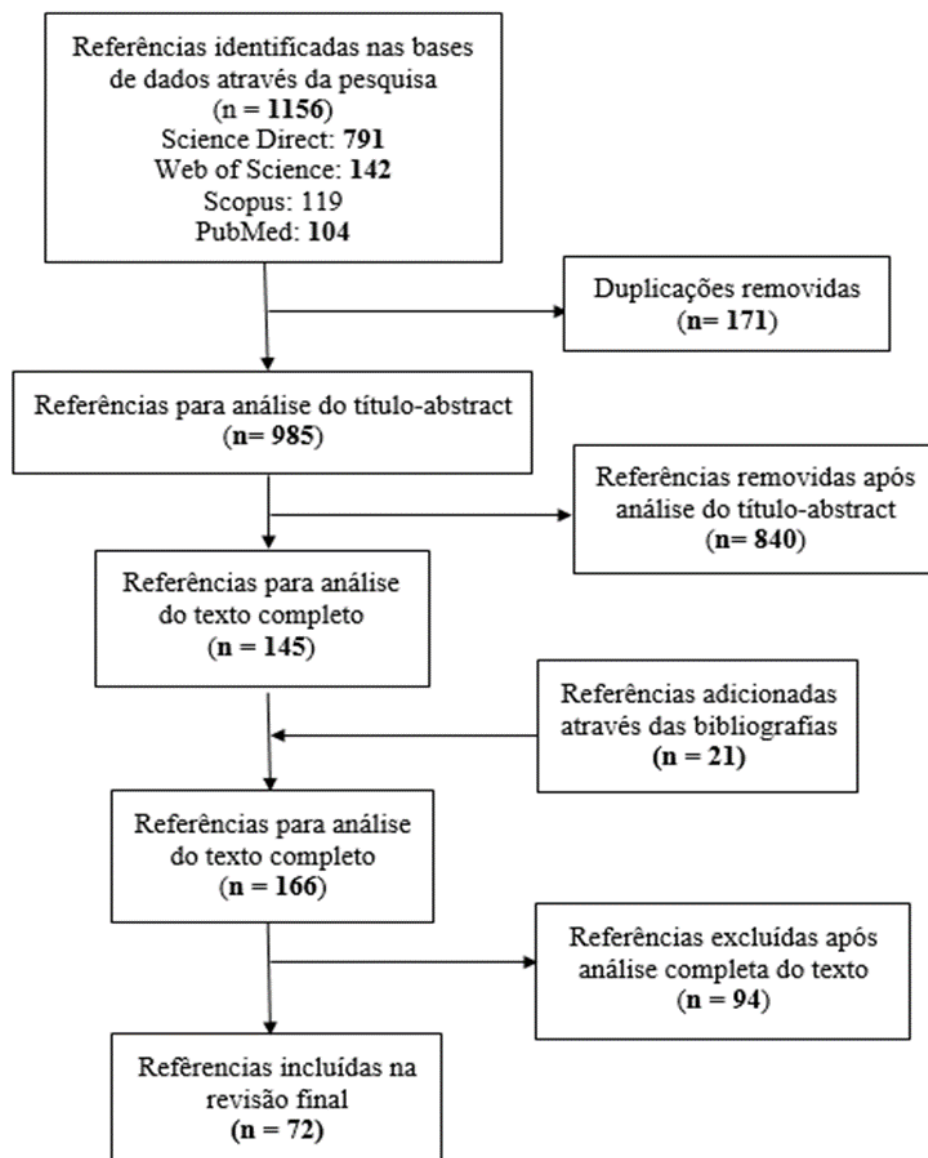 Referências identificadas nas bases
de dados através da pesquisa
(n = 1156)
Science Direct: 791
Web of Science: 142
Scopus: 119
PubMed: 104
Duplicações removidas
(n= 171)
Referências para análise do título-abstract
(n= 985)
Referências removidas após
análise do título-abstract
(n= 840)
Referências para análise
do texto completo
(n = 145)
Referências adicionadas
através das bibliografias
(n = 21)
Referências para análise
do texto completo
(n = 166)
Referências excluídas após
análise completa do texto
(n = 94)
Refêrencias incluídas na
revisão final
(n = 72)